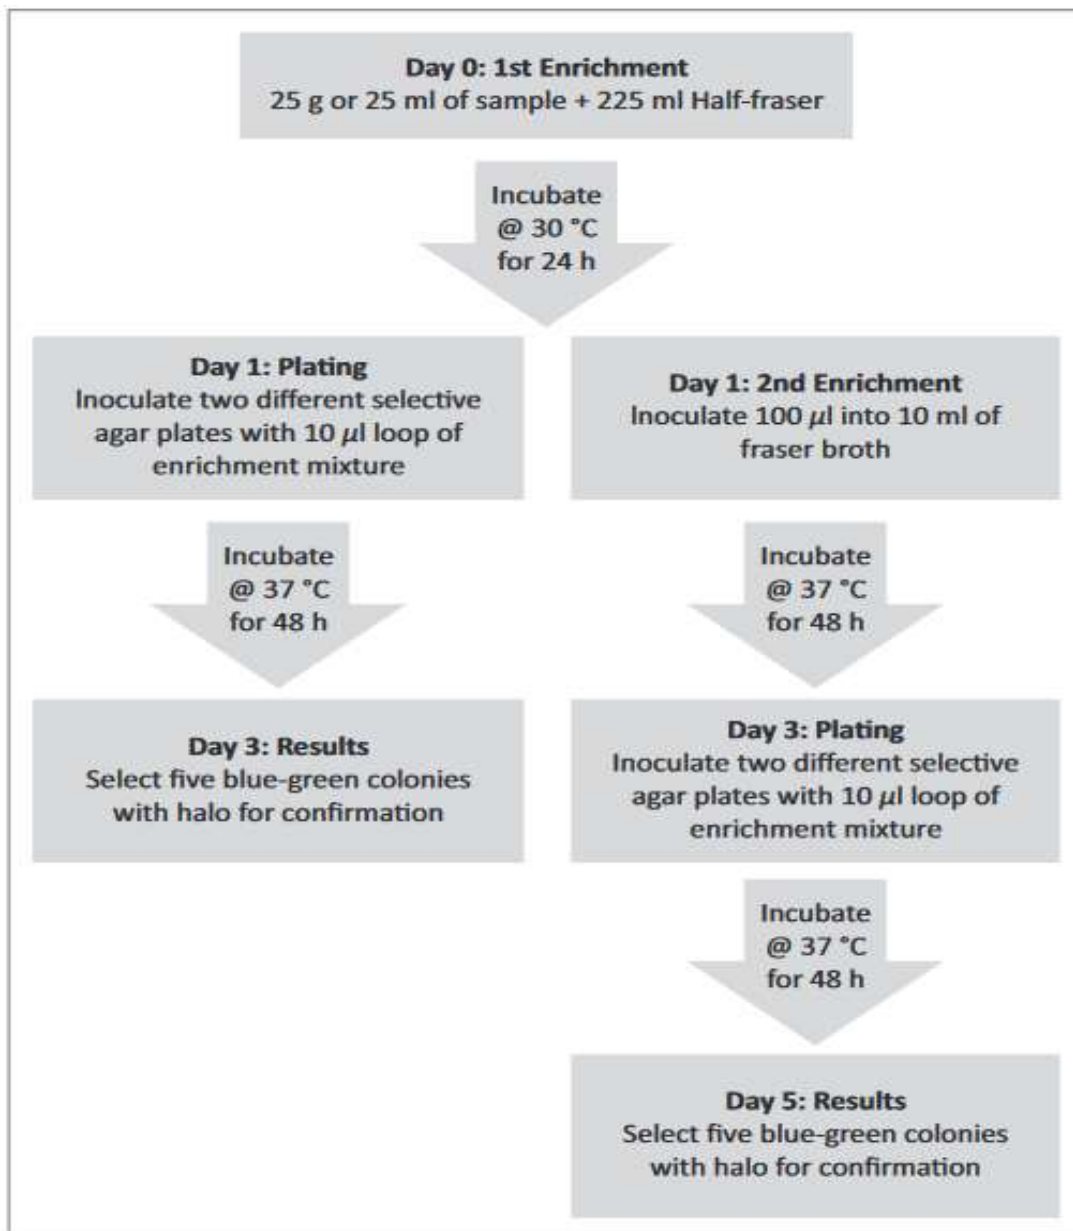 Day 0: 1st Enrichment
25 g or 25 ml of sample + 225 ml Half-fraser
Incubate
@ 30 °C
for 24 h
Day 1: Plating
Inoculate two different selective
agar plates with 10 µl loop of
enrichment mixture
Day 1: 2nd Enrichment
Inoculate 100 µl into 10 ml of
fraser broth
Incubate
@ 37 °C
for 48 h
Incubate
@ 37 °C
for 48 h
Day 3: Results
Select five blue-green colonies
with halo for confirmation
Day 3: Plating
Inoculate two different selective
agar plates with 10 µl loop of
enrichment mixture
Incubate
@ 37 °C
for 48 h
Day 5: Results
Select five blue-green colonies
with halo for confirmation